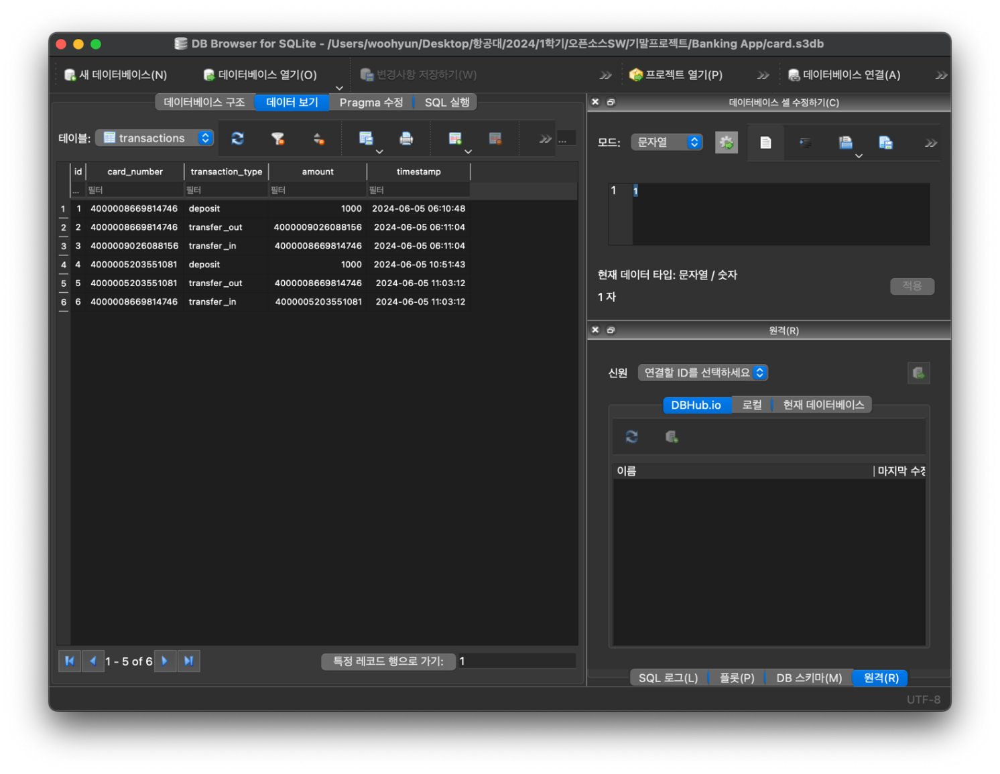 DB Browser for SQLite - /Users/woohyun/Desktop/항공대/2024/1학기/오픈소스SW/기말프로젝트/Banking App/card.s3db
새 데이터베이스(N) 데이터베이스 열기(O) 변경사항 저장하기(W) 프로젝트 열기(P) 데이터베이스 연결(A)
데이터베이스 구조 데이터 보기 Pragma 수정 SQL 실행
테이블: transactions ...
id card_number transaction_type amount timestamp
... 필터 필터 필터 필터
1 1 4000008669814746 deposit 1000 2024-06-05 06:10:48
2 2 4000008669814746 transfer_out 4000009026088156 2024-06-05 06:11:04
3 3 4000009026088156 transfer_in 4000008669814746 2024-06-05 06:11:04
4 4 4000005203551081 deposit 1000 2024-06-05 10:51:43
5 5 4000005203551081 transfer_out 4000008669814746 2024-06-05 11:03:12
6 6 4000008669814746 transfer_in 4000005203551081 2024-06-05 11:03:12
1 - 5 of 6 특정 레코드 행으로 가기: 1
데이터베이스 셀 수정하기(C)
모드: 문자열
1 1
현재 데이터 타입: 문자열 / 숫자
적용
1 자
원격(R)
신원 연결할 ID를 선택하세요
DBHub.io 로컬 현재 데이터베이스
이름 마지막 수정
SQL 로그(L) 플롯(P) DB 스키마(M) 원격(R)
UTF-8